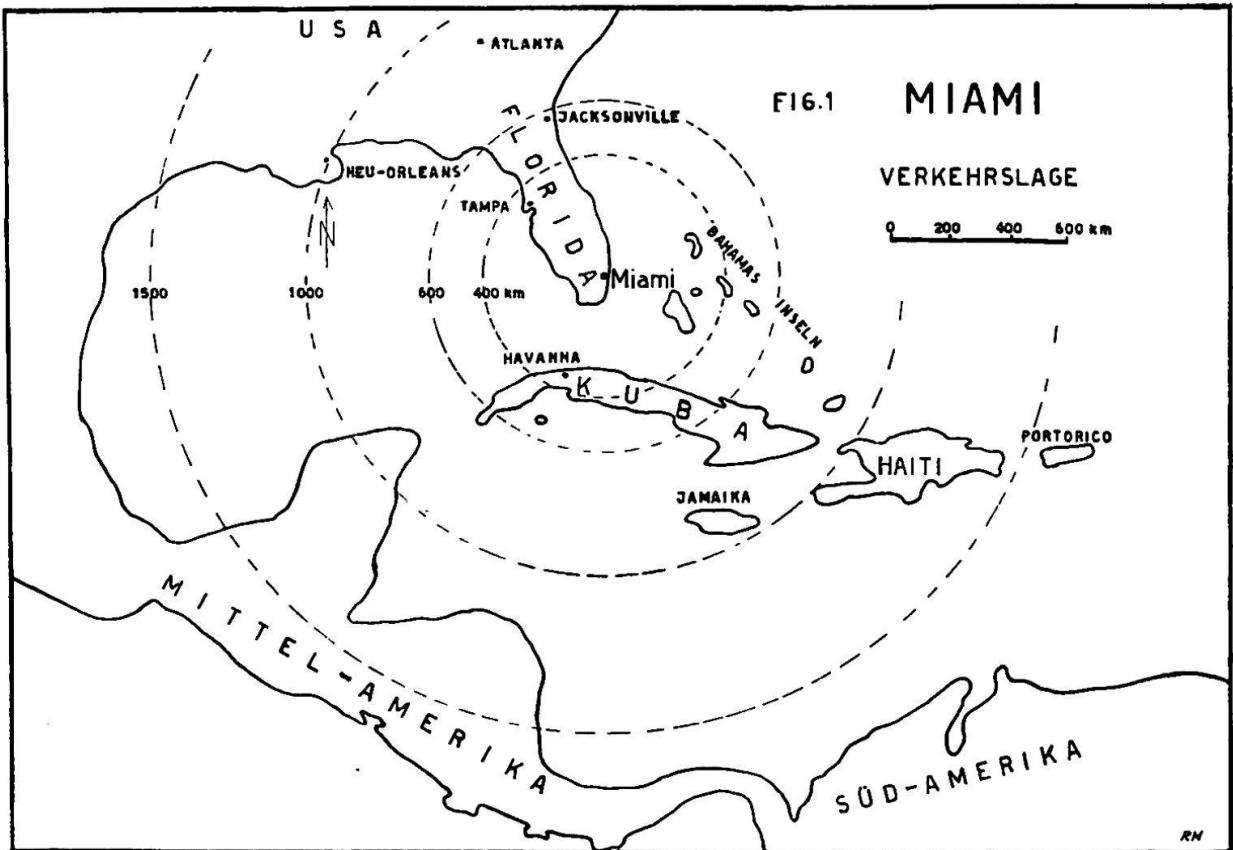 USA
ATLANTA
FIG.1 MIAMI
JACKSONVILLE
FLORIDA
NEU-ORLEANS
VERKEHRSLAGE
TAMPA
N
0 200 400 600 km
BAHAMAS
Miami
1500 1000 600 400 km
INSELN
HAVANNA
KUBA
PORTORICO
HAITI
JAMAIKA
MITTEL-AMERIKA
SÜD-AMERIKA
RM